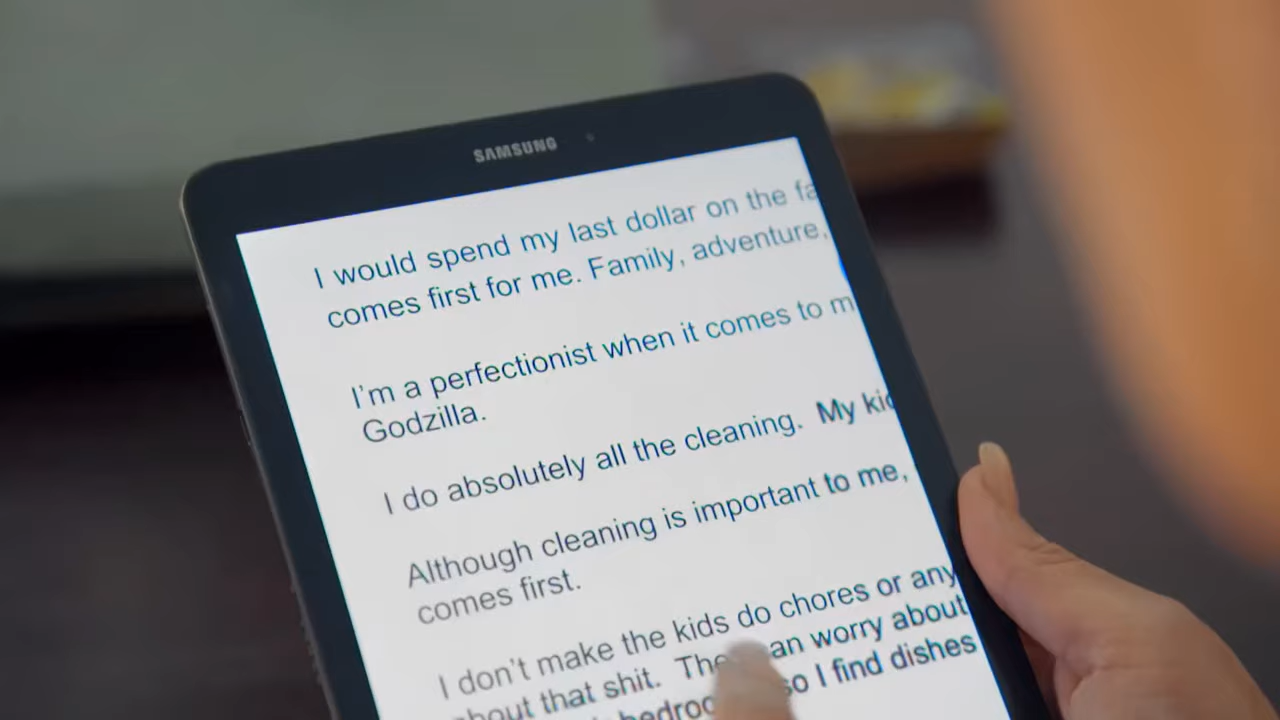 SAMSUNG
I would spend my last dollar on the fa
comes first for me. Family, adventure,
I'm a perfectionist when it comes to m
Godzilla.
I do absolutely all the cleaning. My kid
Although cleaning is important to me,
comes first.
I don't make the kids do chores or any
about that shit. an worry about
so I find dishes